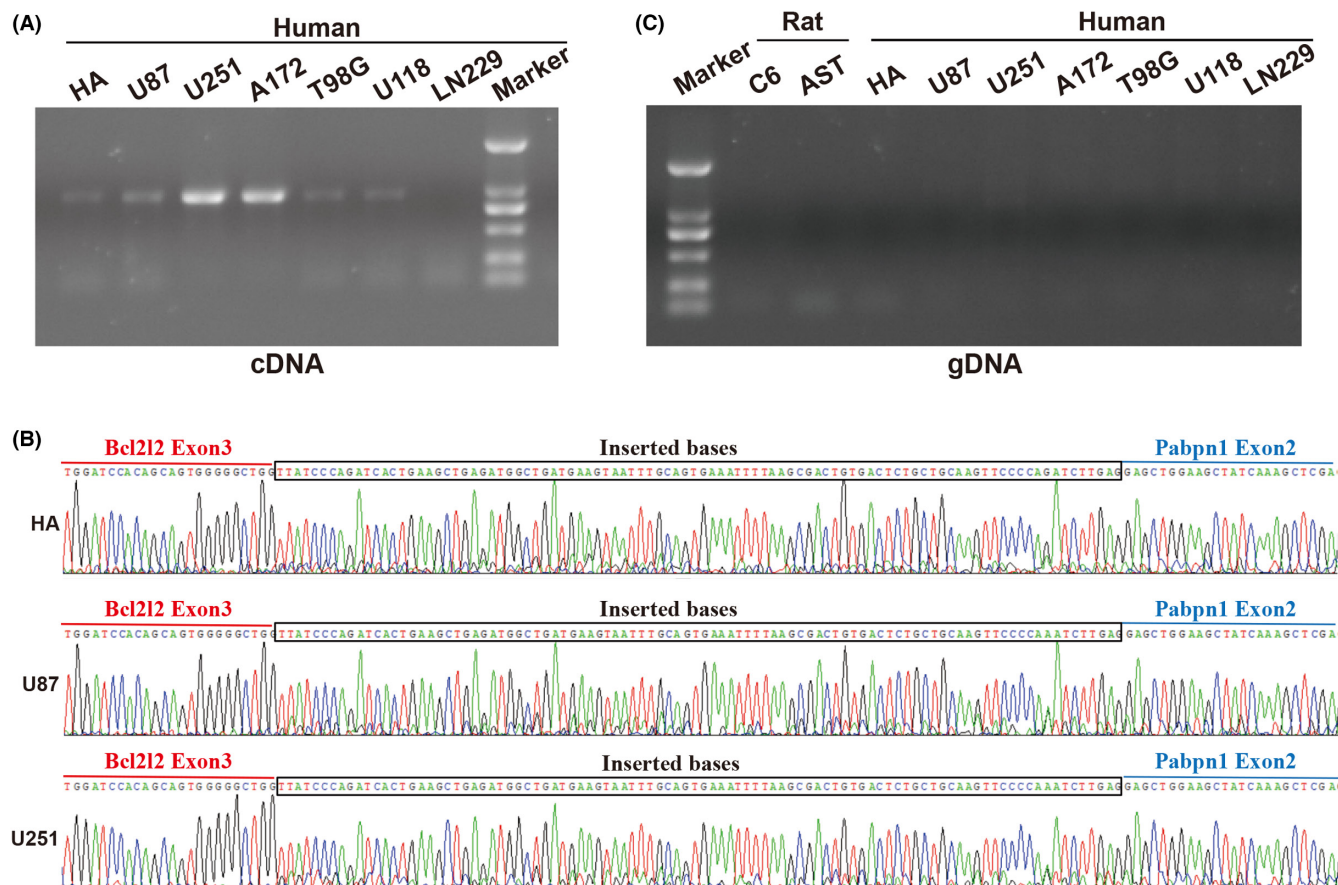 (A)
Human
HA U87 U251 A172 T98G U118 LN229 Marker
cDNA
(C)
Rat Human
Marker C6 AST HA U87 U251 A172 T98G U118 LN229
gDNA
(B)
Bcl2l2 Exon3 Inserted bases Pabpn1 Exon2
TGGATCCACAGCAGTGGGGGCTGGTTATCCCAGATCACTGAAGCTGAGATGGCTGATGAAGTAATTTGCAGTGAAATTTTAAGCGACTGTGACTCTGCTGCAAGTTCCCCAGATCTTGAGGAGCTGGAAGCTATCAAAGCTCGA
HA
Bcl2l2 Exon3 Inserted bases Pabpn1 Exon2
TGGATCCACAGCAGTGGGGGCTGGTTATCCCAGATCACTGAAGCTGAGATGGCTGATGAAGTAATTTGCAGTGAAATTTTAAGCGACTGTGACTCTGCTGCAAGTTCCCCAAATCTTGAGGAGCTGGAAGCTATCAAAGCTCGA
U87
Bcl2l2 Exon3 Inserted bases Pabpn1 Exon2
TGGATCCACAGCAGTGGGGGCTGGTTATCCCAGATCACTGAAGCTGAGATGGCTGATGAAGTAATTTGCAGTGAAATTTTAAGCGACTGTGACTCTGCTGCAAGTTCCCCAAATCTTGAGGAGCTGGAAGCTATCAAAGCTCGA
U251